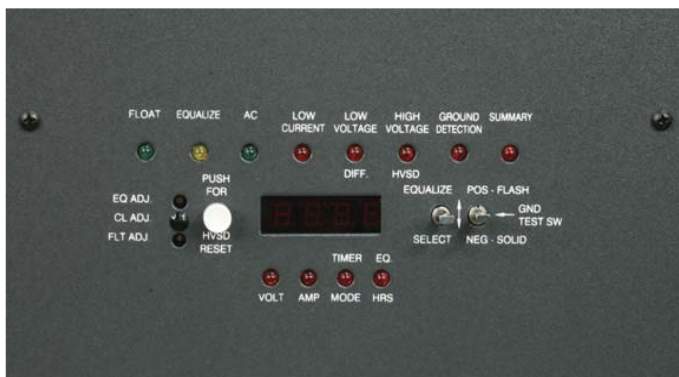 FLOAT EQUALIZE AC LOW CURRENT LOW VOLTAGE HIGH VOLTAGE GROUND DETECTION SUMMARY
DIFF. HVSD
PUSH FOR
EQ ADJ.
CL ADJ.
FLT ADJ.
HVSD RESET
EQUALIZE POS - FLASH
GND TEST SW
SELECT NEG - SOLID
TIMER EQ.
VOLT AMP MODE HRS